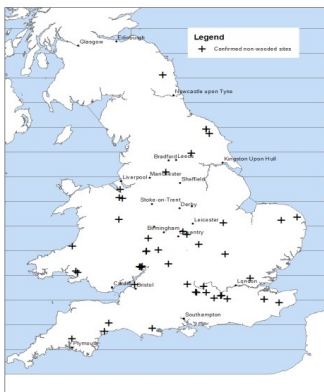 Legend
Confirmed non-wooded sites
Edinburgh
Glasgow
Newcastle upon Tyne
Bradford
Leeds
Kingston Upon Hull
Liverpool
Manchester
Sheffield
Stoke-on-Trent
Derby
Leicester
Birmingham
Coventry
Cardiff
Bristol
London
Southampton
Plymouth